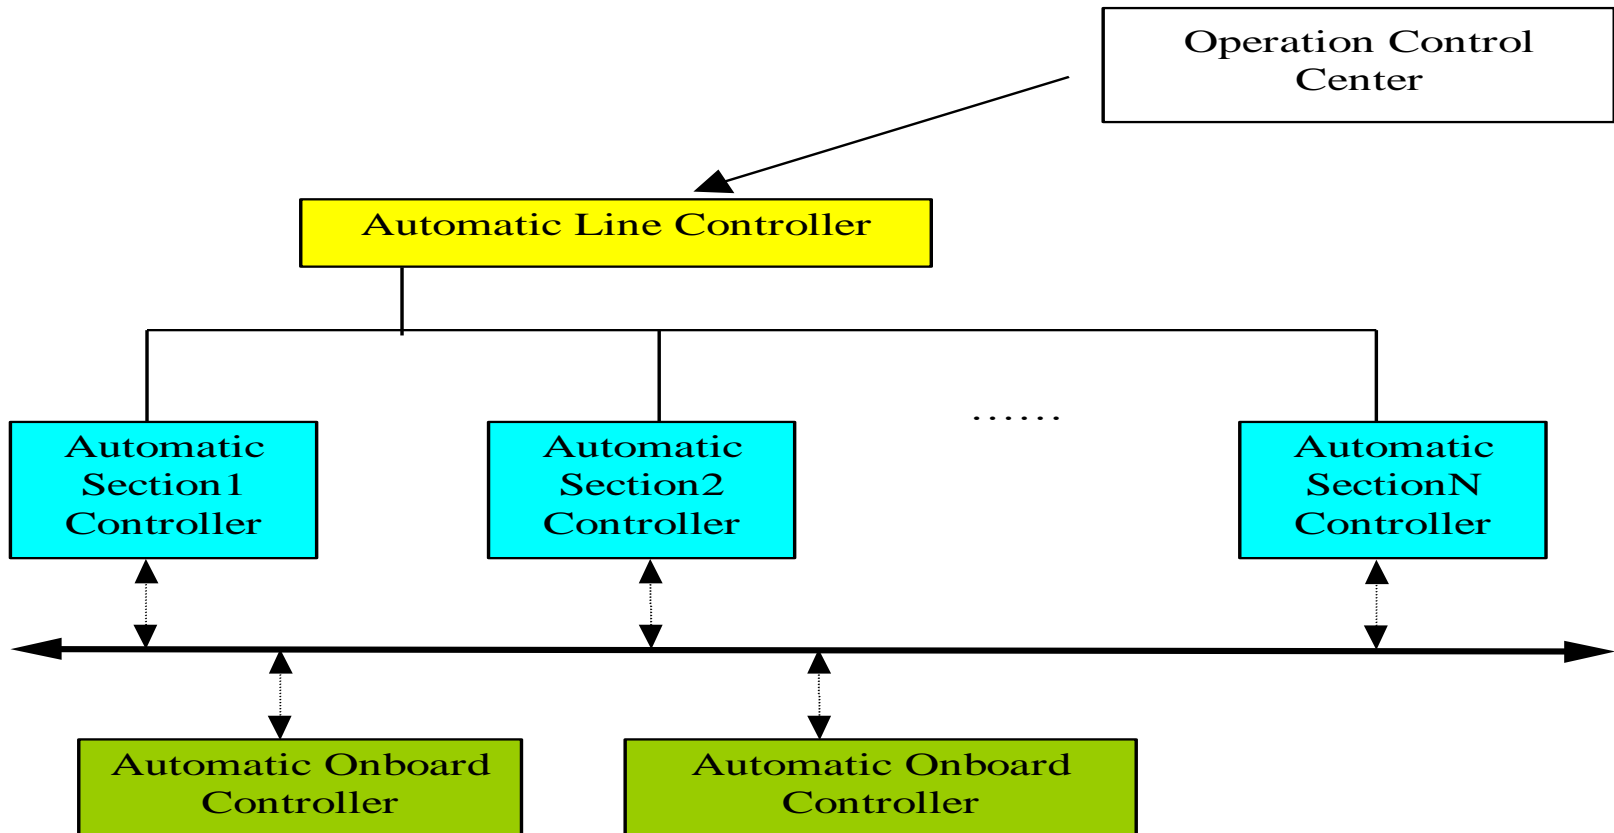 Operation Control
Center
Automatic Line Controller
......
Automatic
Section1
Controller
Automatic
Section2
Controller
Automatic
SectionN
Controller
Automatic Onboard
Controller
Automatic Onboard
Controller